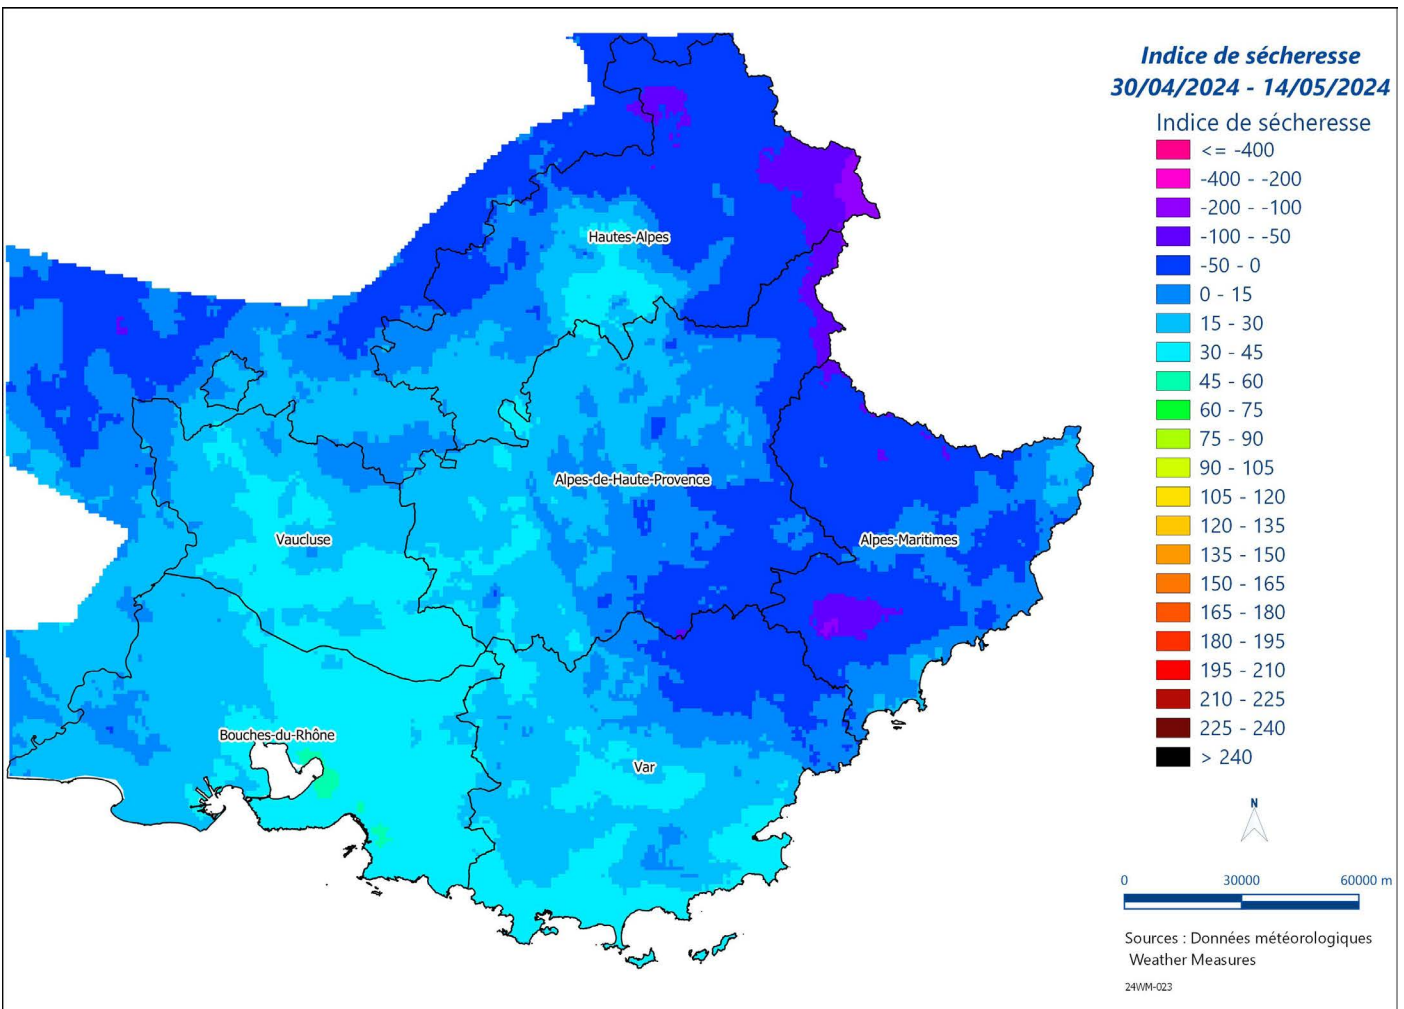 Indice de sécheresse
30/04/2024 - 14/05/2024
Indice de sécheresse
<= -400
-400 - -200
-200 - -100
-100 - -50
-50 - 0
0 - 15
15 - 30
30 - 45
45 - 60
60 - 75
75 - 90
90 - 105
105 - 120
120 - 135
135 - 150
150 - 165
165 - 180
180 - 195
195 - 210
210 - 225
225 - 240
> 240
Hautes-Alpes
Alpes-de-Haute-Provence
Vaucluse
Alpes-Maritimes
Bouches-du-Rhône
Var
N
0 30000 60000 m
Sources : Données météorologiques
Weather Measures
24WM-023